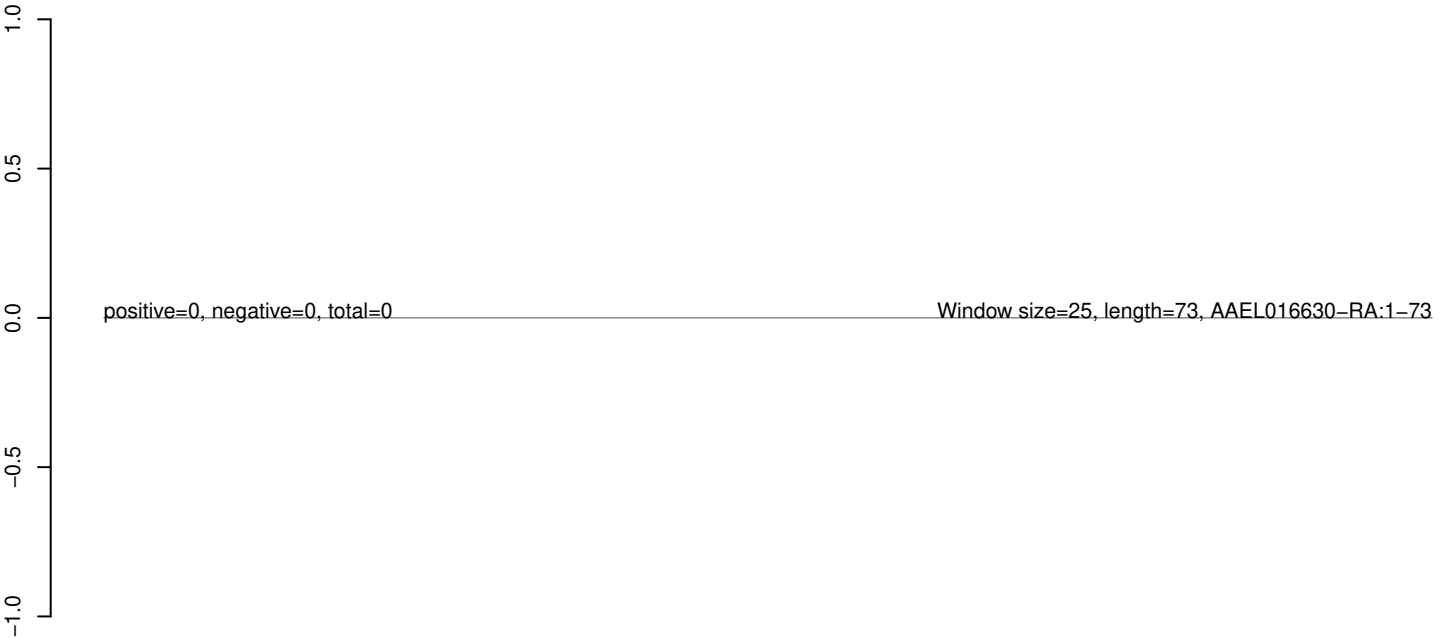 1.0
0.5
0.0
−0.5
−1.0
positive=0, negative=0, total=0
Window size=25, length=73, AAEL016630−RA:1−73